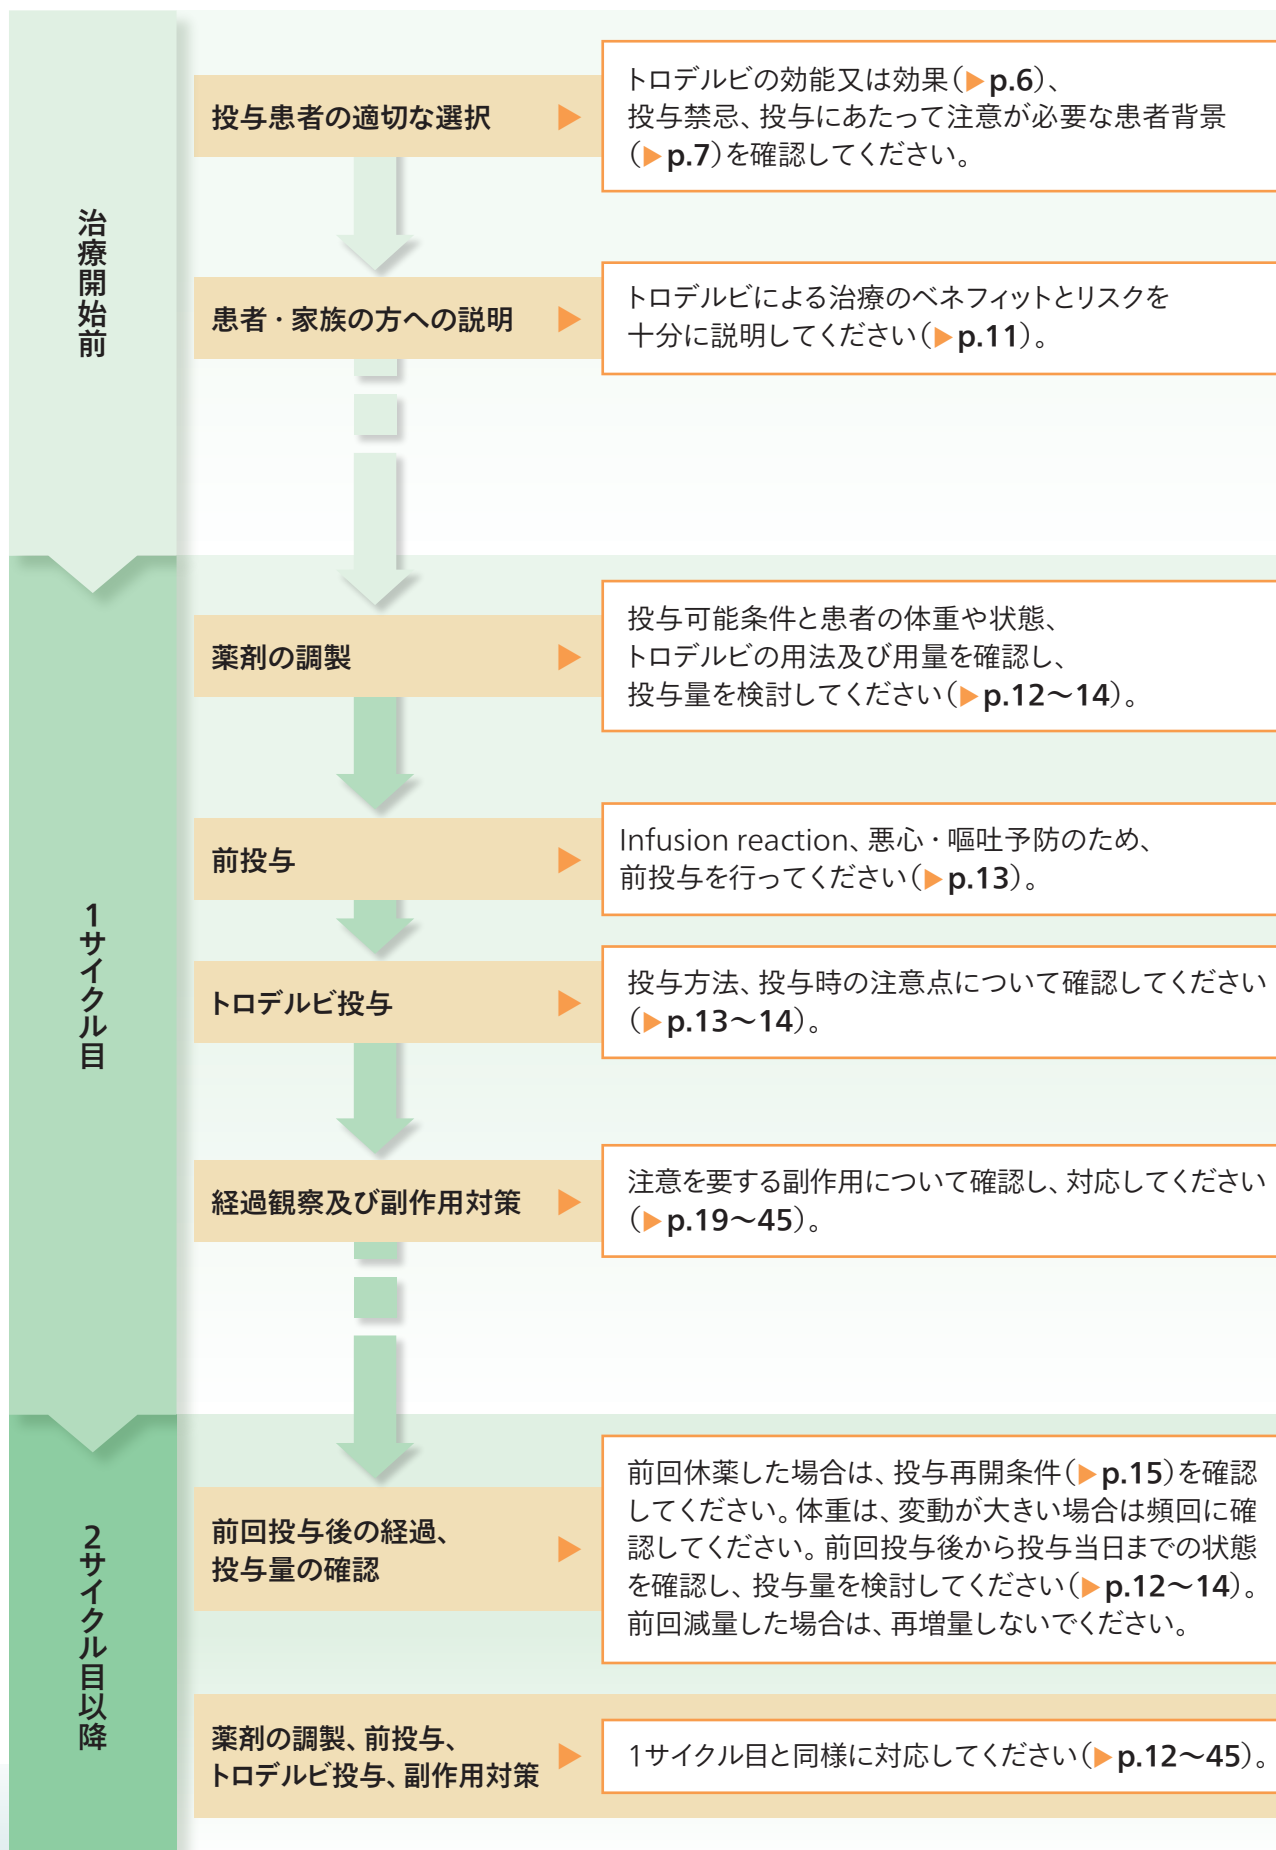 治療開始前
投与患者の適切な選択
トロデルビの効能又は効果（▶p.6）、
投与禁忌、投与にあたって注意が必要な患者背景
（▶p.7）を確認してください。
患者・家族の方への説明
トロデルビによる治療のベネフィットとリスクを
十分に説明してください（▶p.11）。
1サイクル目
薬剤の調製
投与可能条件と患者の体重や状態、
トロデルビの用法及び用量を確認し、
投与量を検討してください（▶p.12～14）。
前投与
Infusion reaction、悪心・嘔吐予防のため、
前投与を行ってください（▶p.13）。
トロデルビ投与
投与方法、投与時の注意点について確認してください
（▶p.13～14）。
経過観察及び副作用対策
注意を要する副作用について確認し、対応してください
（▶p.19～45）。
2サイクル目以降
前回投与後の経過、
投与量の確認
前回休薬した場合は、投与再開条件（▶p.15）を確認
してください。体重は、変動が大きい場合は頻回に確
認してください。前回投与後から投与当日までの状態
を確認し、投与量を検討してください（▶p.12～14）。
前回減量した場合は、再増量しないでください。
薬剤の調製、前投与、
トロデルビ投与、副作用対策
1サイクル目と同様に対応してください（▶p.12～45）。